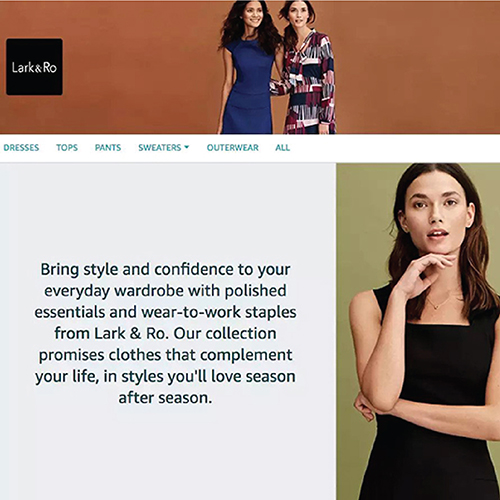 Lark & Ro
DRESSES TOPS PANTS SWEATERS OUTERWEAR ALL
Bring style and confidence to your
everyday wardrobe with polished
essentials and wear-to-work staples
from Lark & Ro. Our collection
promises clothes that complement
your life, in styles you'll love season
after season.